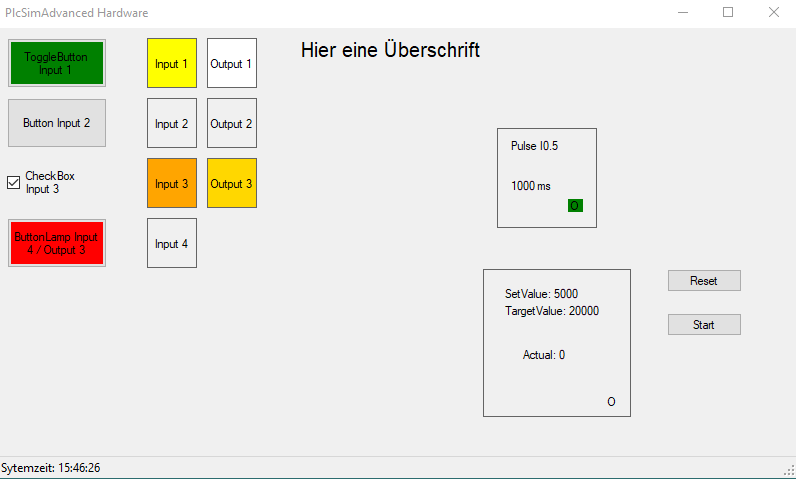 PlcSimAdvanced Hardware
Hier eine Überschrift
ToggleButton
Input 1
Input 1
Output 1
Button Input 2
Input 2
Output 2
CheckBox
Input 3
Input 3
Output 3
ButtonLamp Input
4 / Output 3
Input 4
Pulse I0.5
1000 ms
O
SetValue: 5000
TargetValue: 20000
Actual: 0
O
Reset
Start
Sytemzeit: 15:46:26